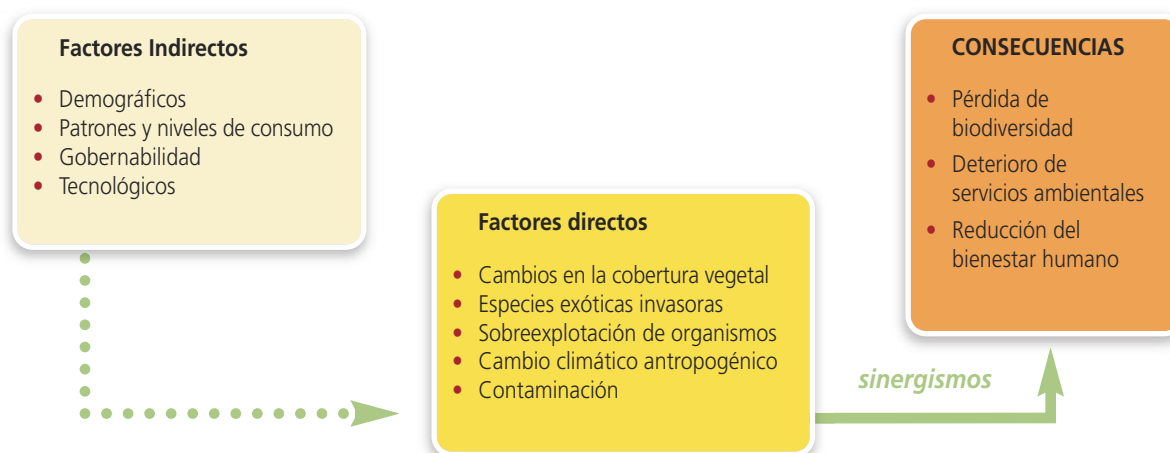 Factores Indirectos
• Demográficos
• Patrones y niveles de consumo
• Gobernabilidad
• Tecnológicos
Factores directos
• Cambios en la cobertura vegetal
• Especies exóticas invasoras
• Sobreexplotación de organismos
• Cambio climático antropogénico
• Contaminación
sinergismos
CONSECUENCIAS
• Pérdida de
biodiversidad
• Deterioro de
servicios ambientales
• Reducción del
bienestar humano